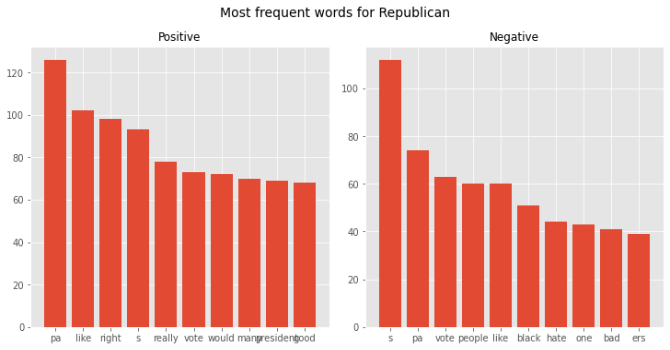 Most frequent words for Republican
Positive
Negative
120
100
80
60
40
20
0
pa like right s really vote would many president good
100
80
60
40
20
0
s pa vote people like black hate one bad ers